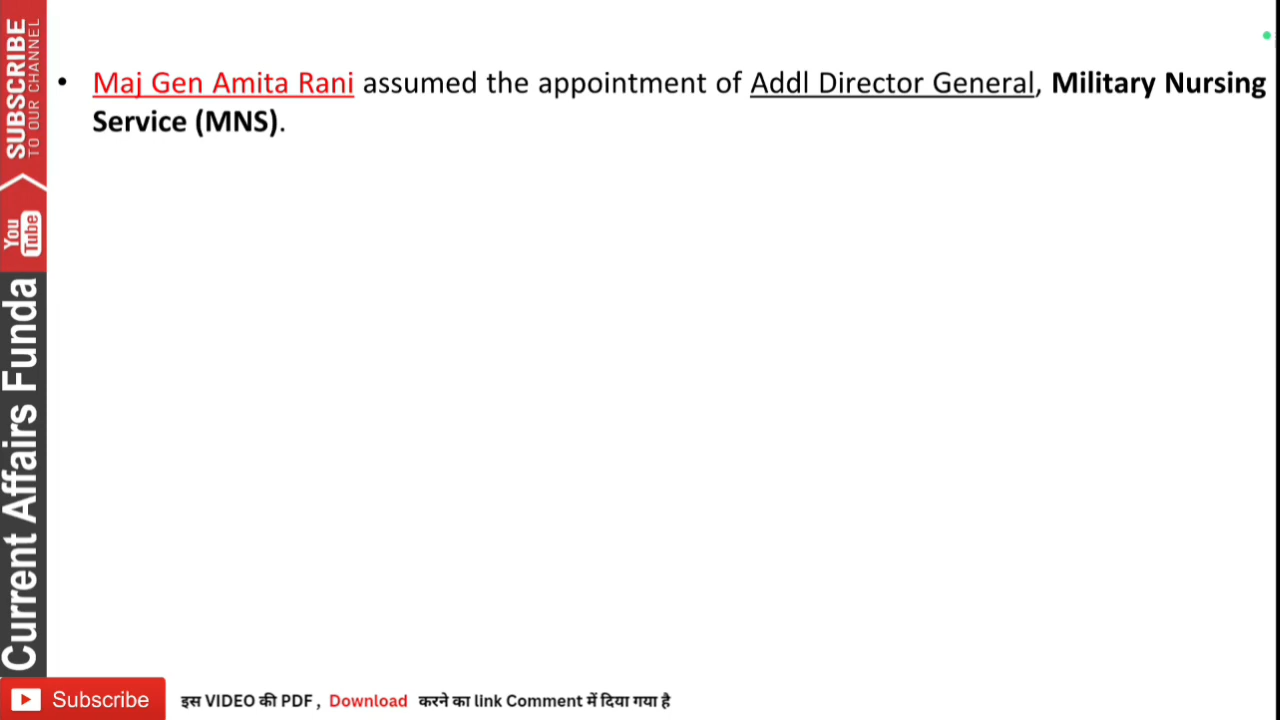 SUBSCRIBE
TO OUR CHANNEL
You Tube
Current Affairs Funda
• Maj Gen Amita Rani assumed the appointment of Addl Director General, Military Nursing
Service (MNS).
Subscribe
इस VIDEO की PDF , Download करने का link Comment में दिया गया है